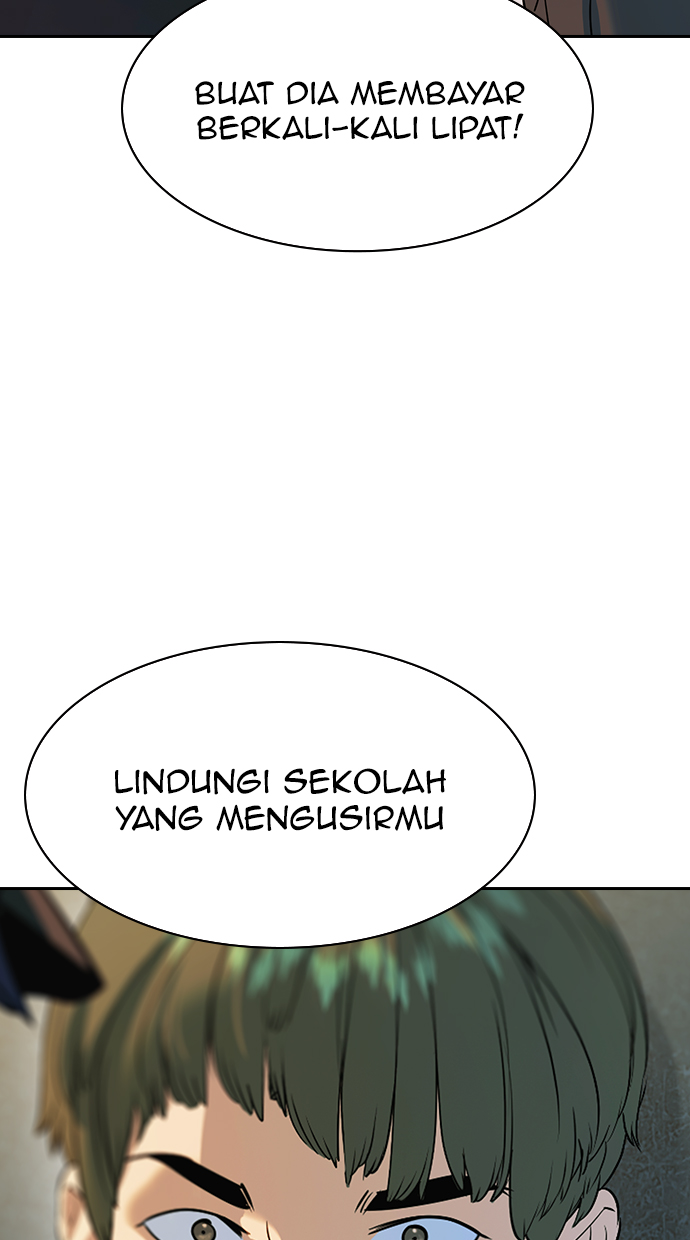 BUAT DIA MEMBAYAR
BERKALI-KALI LIPAT!
LINDUNGI SEKOLAH
YANG MENGUSIRMU